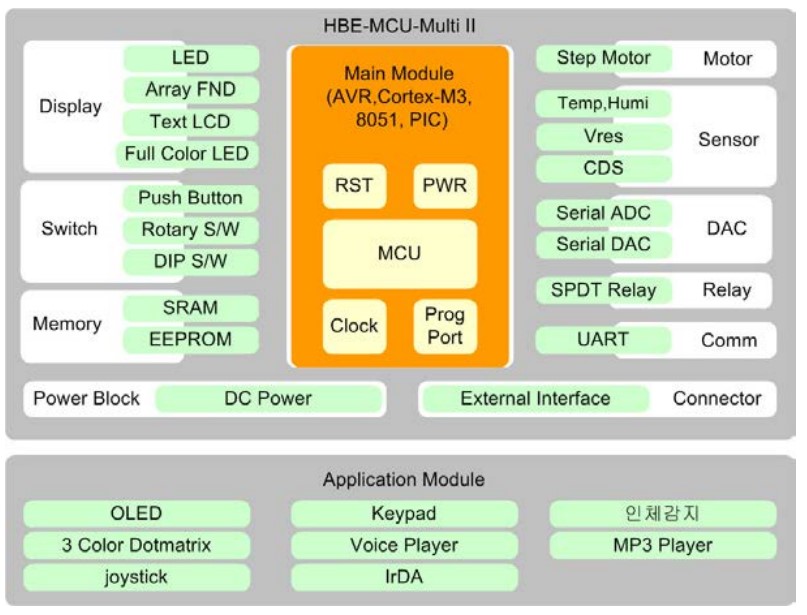 HBE-MCU-Multi II
Display
LED
Array FND
Text LCD
Full Color LED
Switch
Push Button
Rotary S/W
DIP S/W
Memory
SRAM
EEPROM
Main Module
(AVR,Cortex-M3,
8051, PIC)
RST
PWR
MCU
Clock
Prog
Port
Step Motor
Motor
Temp,Humi
Vres
CDS
Sensor
Serial ADC
Serial DAC
DAC
SPDT Relay
Relay
UART
Comm
Power Block
DC Power
External Interface
Connector
Application Module
OLED
Keypad
인체감지
3 Color Dotmatrix
Voice Player
MP3 Player
joystick
IrDA